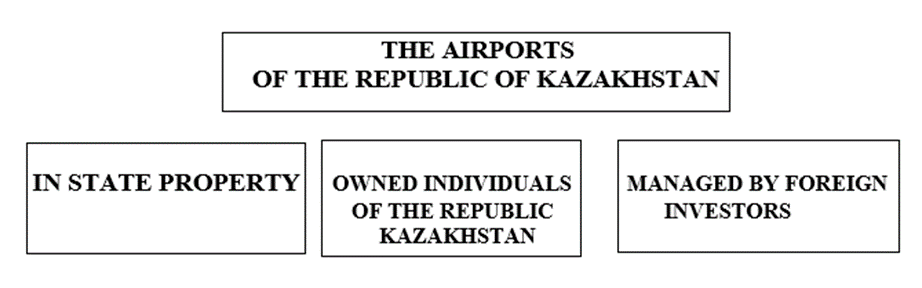 THE AIRPORTS
OF THE REPUBLIC OF KAZAKHSTAN
IN STATE PROPERTY
OWNED INDIVIDUALS
OF THE REPUBLIC
KAZAKHSTAN
MANAGED BY FOREIGN
INVESTORS